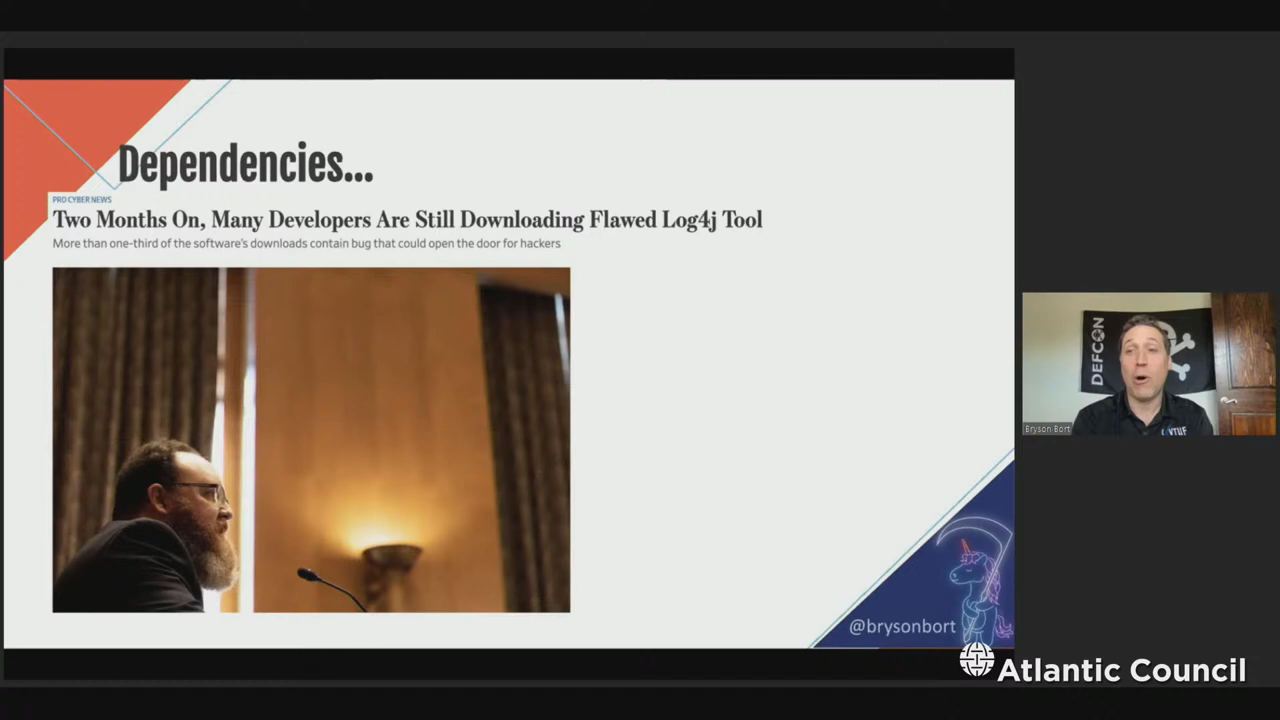 Dependencies...
PRO CYBER NEWS
Two Months On, Many Developers Are Still Downloading Flawed Log4j Tool
More than one-third of the software's downloads contain bug that could open the door for hackers
DEFCON
Bryson Bort
@brysonbort
Atlantic Council